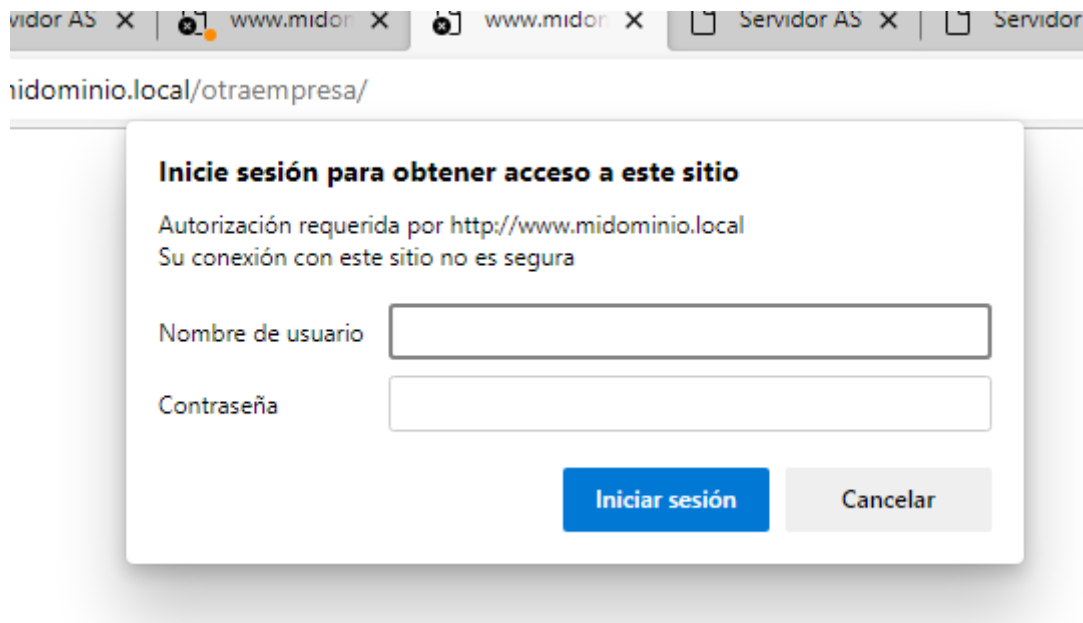 vidor AS www.midon www.midon Servidor AS Servidor
midominio.local/otraempresa/
Inicie sesión para obtener acceso a este sitio
Autorización requerida por http://www.midominio.local
Su conexión con este sitio no es segura
Nombre de usuario
Contraseña
Iniciar sesión Cancelar